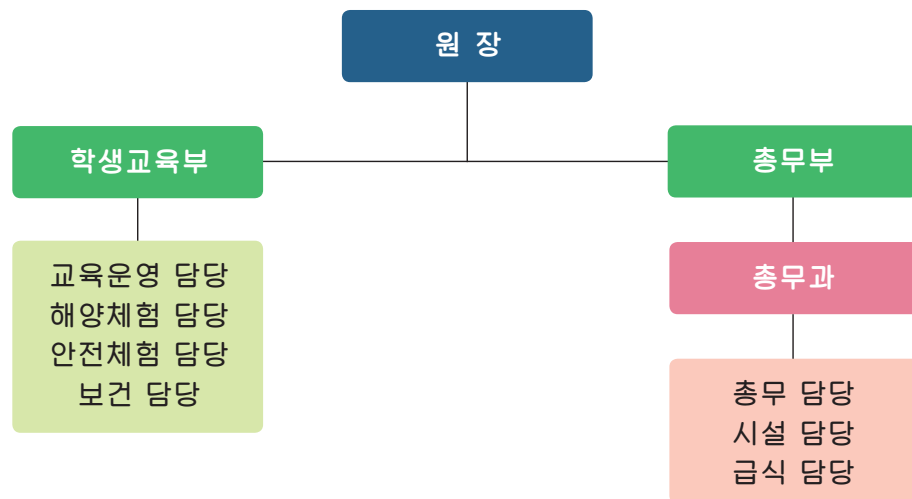 원 장
학생교육부
총무부
교육운영 담당
해양체험 담당
안전체험 담당
보건 담당
총무과
총무 담당
시설 담당
급식 담당